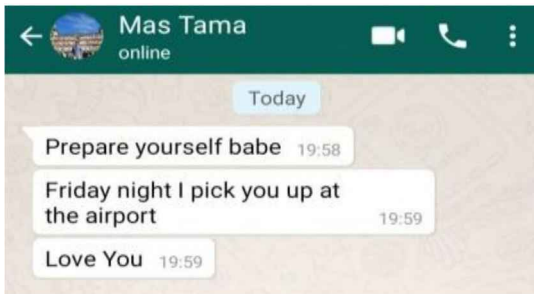 Mas Tama
online
Today
Prepare yourself babe 19:58
Friday night I pick you up at
the airport 19:59
Love You 19:59